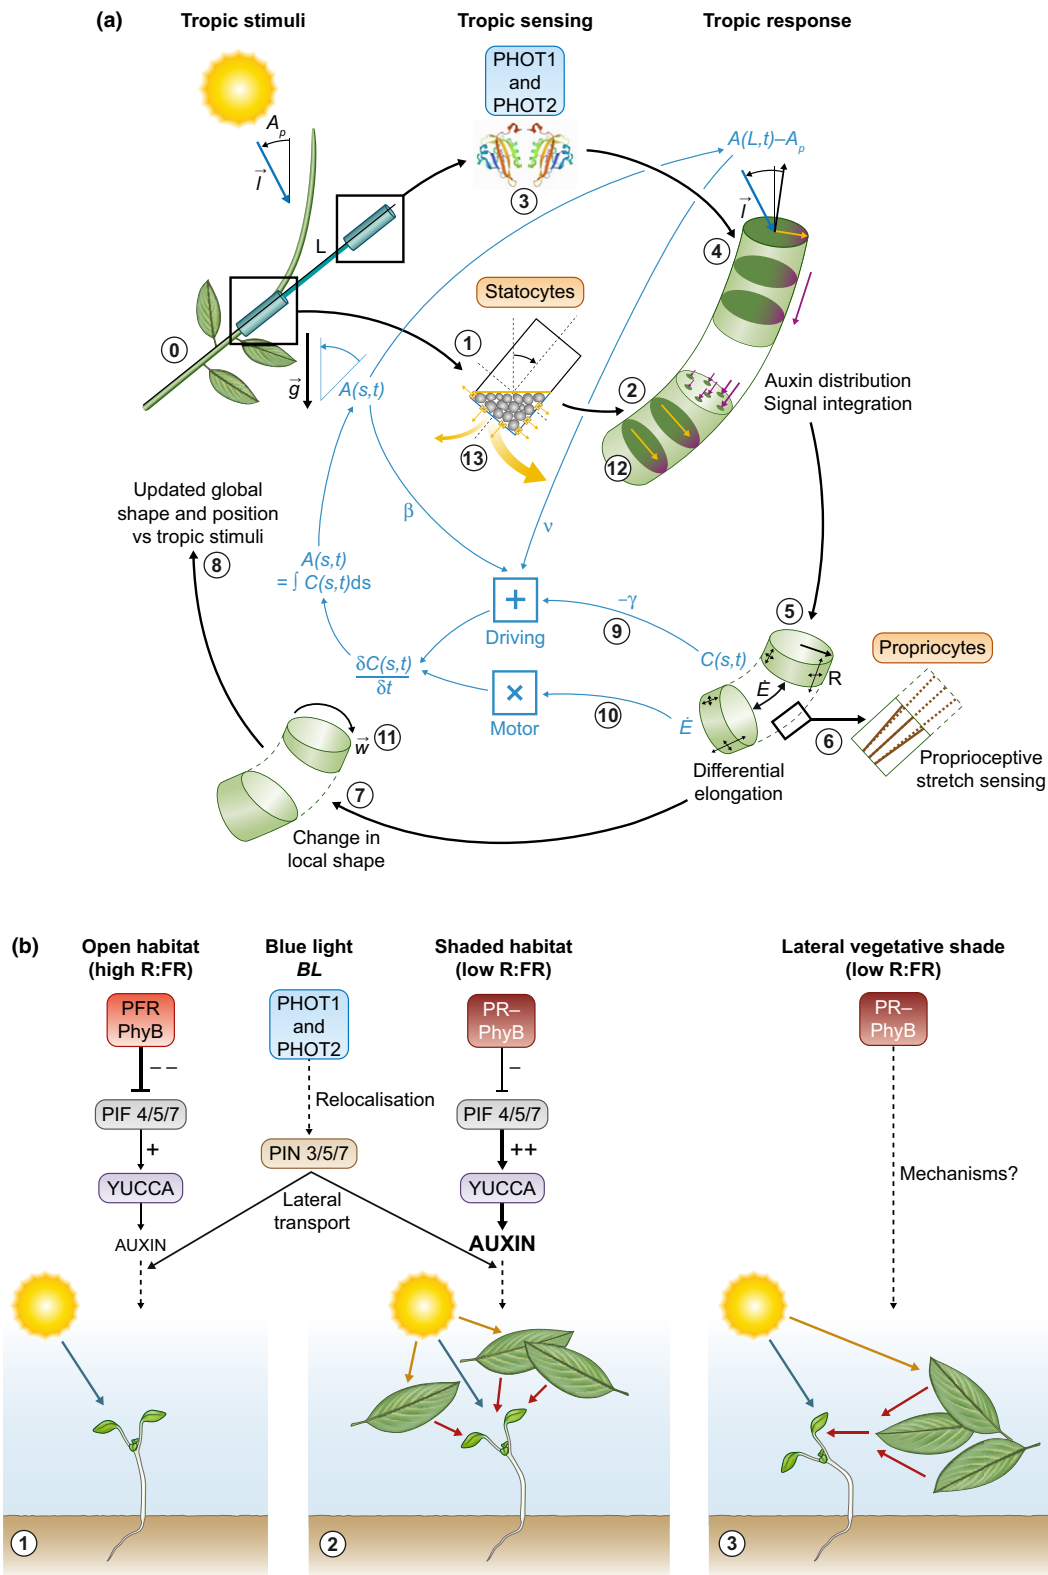 (a)
Tropic stimuli
Tropic sensing
Tropic response
PHOT1
and
PHOT2
A_p
→I
L
3
A(L,t)–A_p
→I
4
Statocytes
0
1
→g
A(s,t)
2
13
12
Auxin distribution
Signal integration
Updated global
shape and position
vs tropic stimuli
8
β
ν
A(s,t)
= ∫ C(s,t)ds
+
Driving
–γ
9
5
Propriocytes
C(s,t)
Ė
R
δC(s,t)
δt
×
Motor
10
Ė
6
Proprioceptive
stretch sensing
Differential
elongation
→w
11
7
Change in
local shape
(b)
Open habitat
(high R:FR)
Blue light
BL
Shaded habitat
(low R:FR)
Lateral vegetative shade
(low R:FR)
PFR
PhyB
PHOT1
and
PHOT2
PR–
PhyB
PR–
PhyB
– –
–
PIF 4/5/7
Relocalisation
PIF 4/5/7
+
PIN 3/5/7
++
YUCCA
Lateral
transport
YUCCA
Mechanisms?
AUXIN
AUXIN
1
2
3